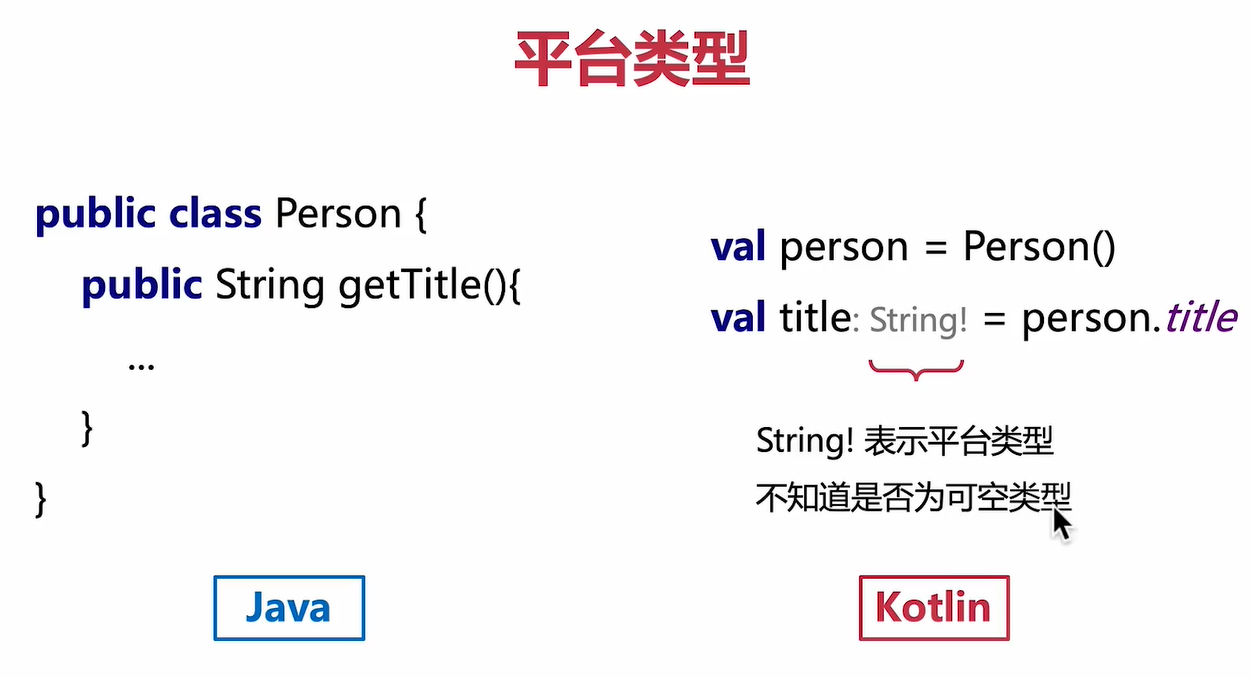 平台类型
public class Person {
public String getTitle(){
...
}
}
Java
val person = Person()
val title: String! = person.title
String! 表示平台类型
不知道是否为可空类型
Kotlin